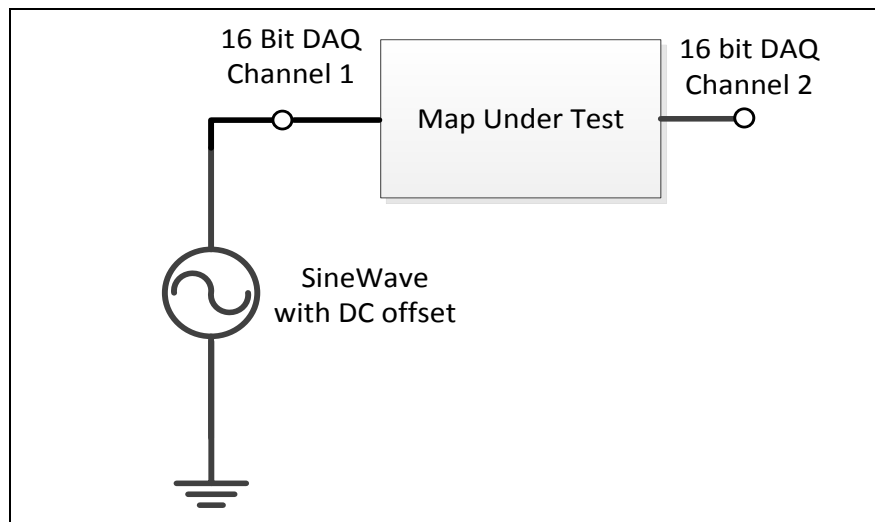 16 Bit DAQ
Channel 1
Map Under Test
16 bit DAQ
Channel 2
SineWave
with DC offset